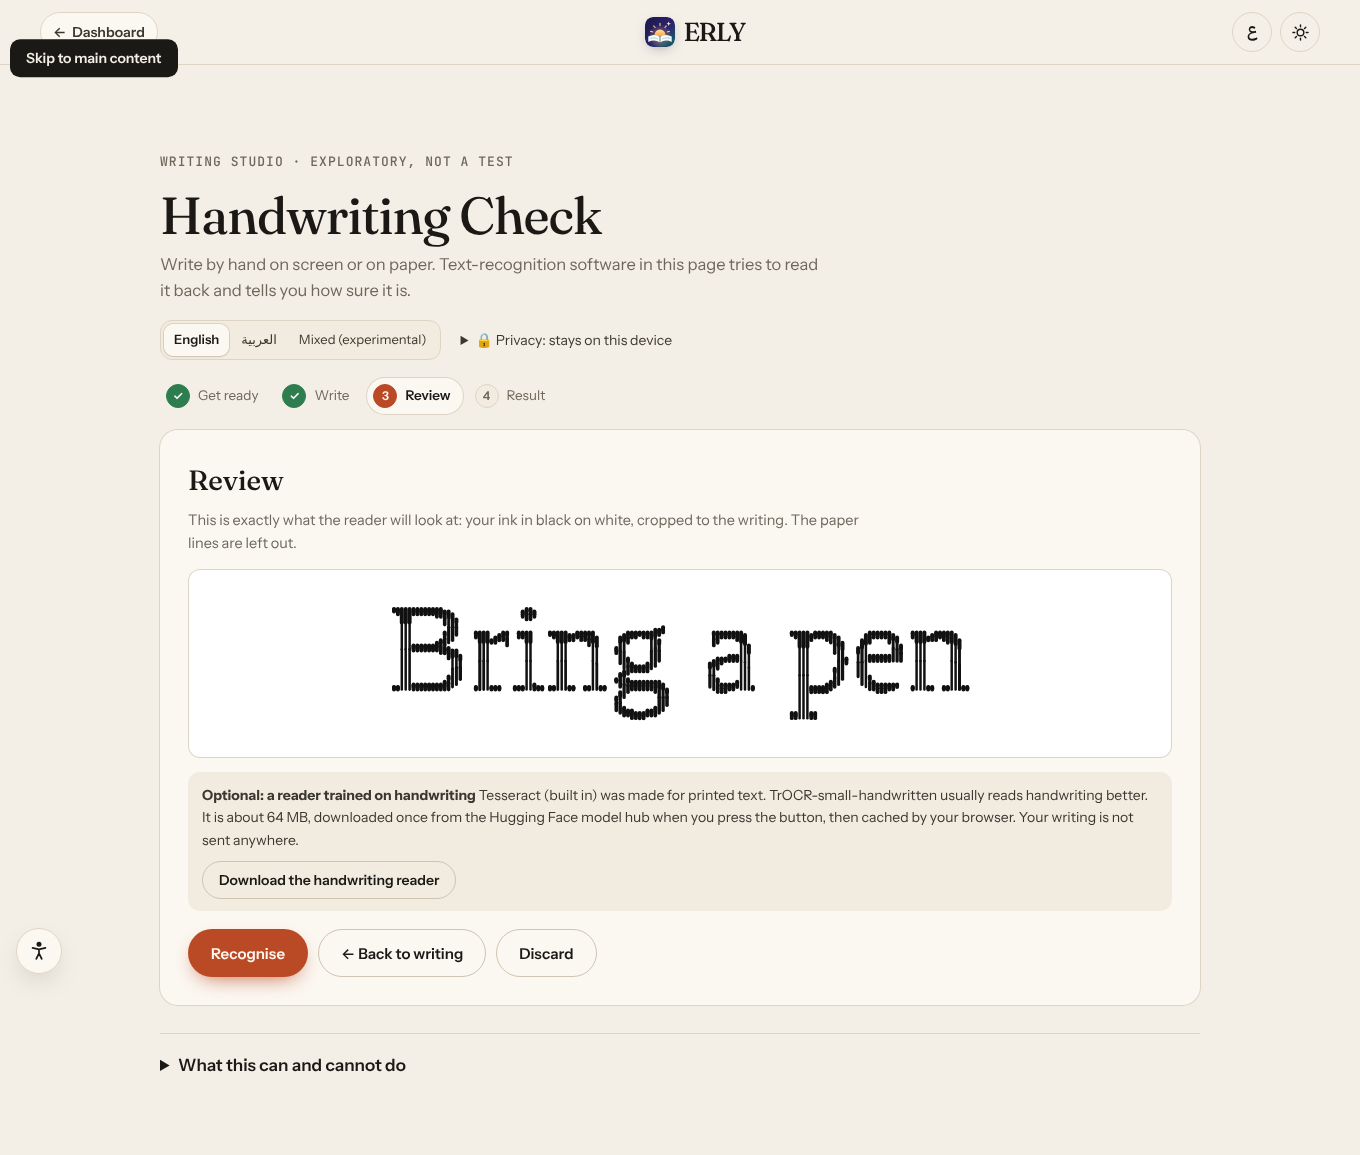 ← Dashboard
Skip to main content
ERLY
ع
WRITING STUDIO · EXPLORATORY, NOT A TEST
Handwriting Check
Write by hand on screen or on paper. Text-recognition software in this page tries to read
it back and tells you how sure it is.
English العربية Mixed (experimental) ▶ 🔒 Privacy: stays on this device
✓ Get ready ✓ Write 3 Review 4 Result
Review
This is exactly what the reader will look at: your ink in black on white, cropped to the writing. The paper
lines are left out.
Bring a pen
Optional: a reader trained on handwriting Tesseract (built in) was made for printed text. TrOCR-small-handwritten usually reads handwriting better.
It is about 64 MB, downloaded once from the Hugging Face model hub when you press the button, then cached by your browser. Your writing is not
sent anywhere.
Download the handwriting reader
Recognise ← Back to writing Discard
▶ What this can and cannot do